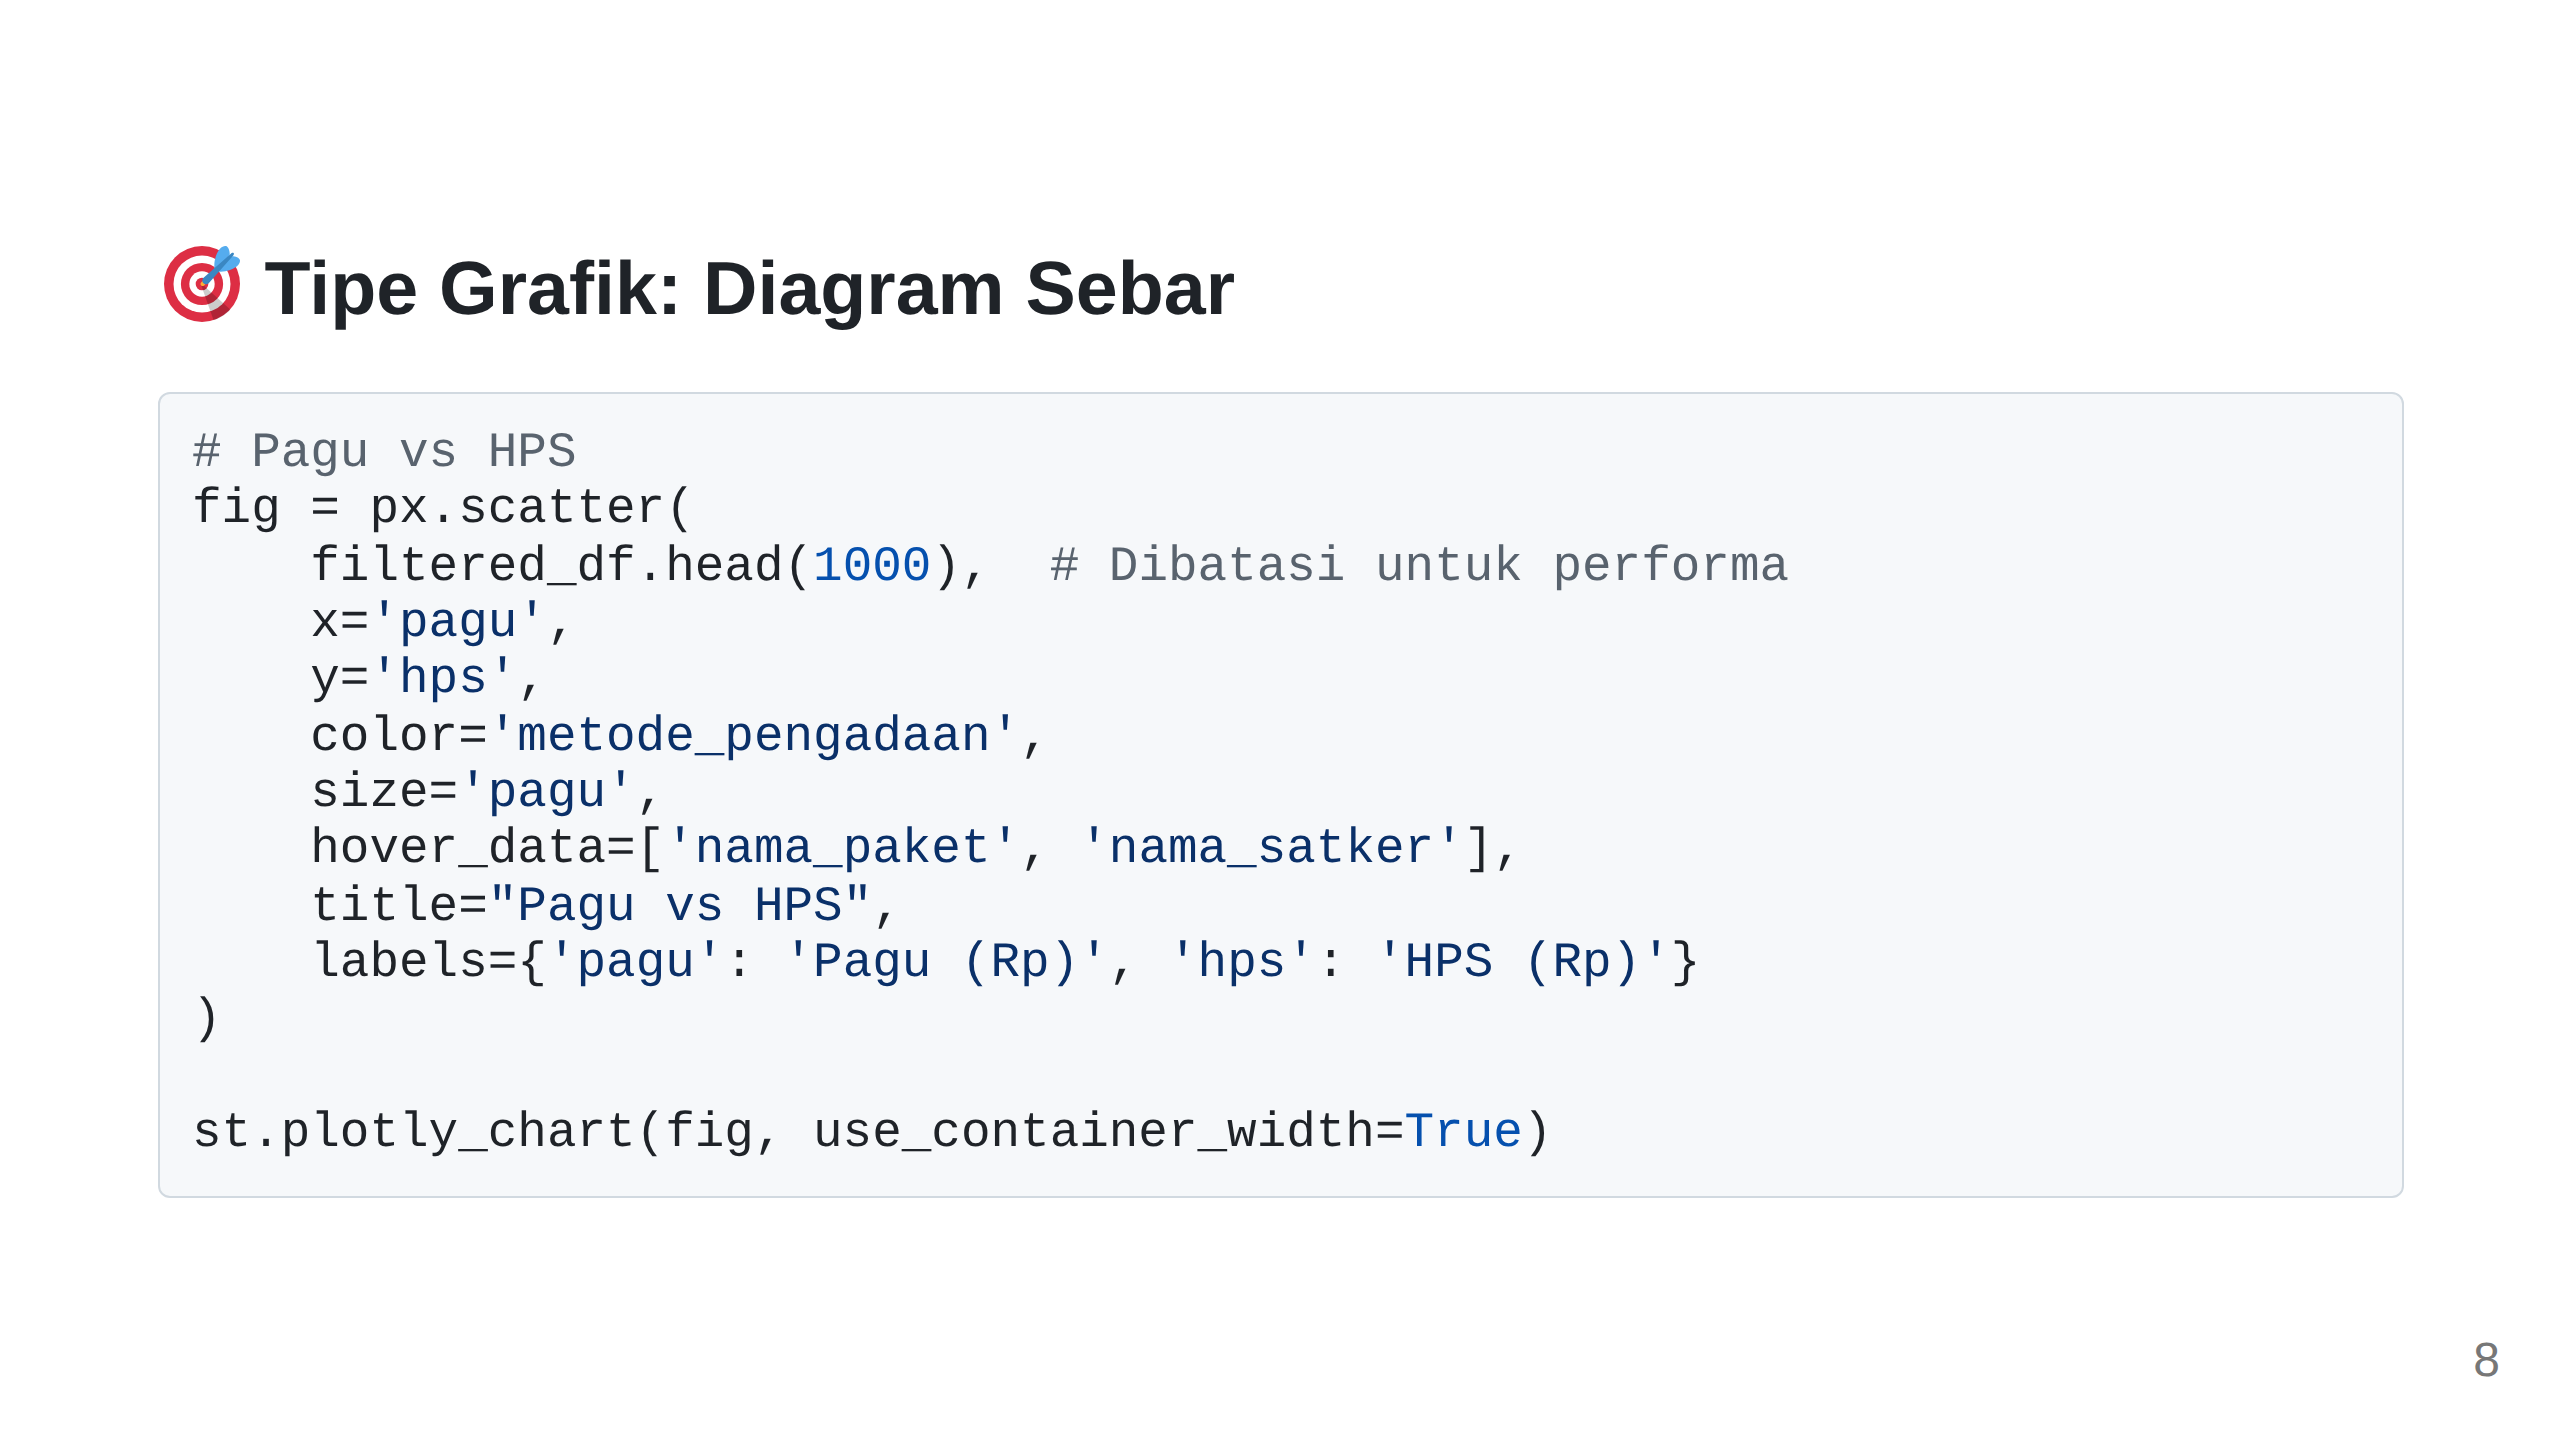 🎯 Tipe Grafik: Diagram Sebar
# Pagu vs HPS
fig = px.scatter(
    filtered_df.head(1000),  # Dibatasi untuk performa
    x='pagu',
    y='hps',
    color='metode_pengadaan',
    size='pagu',
    hover_data=['nama_paket', 'nama_satker'],
    title="Pagu vs HPS",
    labels={'pagu': 'Pagu (Rp)', 'hps': 'HPS (Rp)'}
)

st.plotly_chart(fig, use_container_width=True)
8